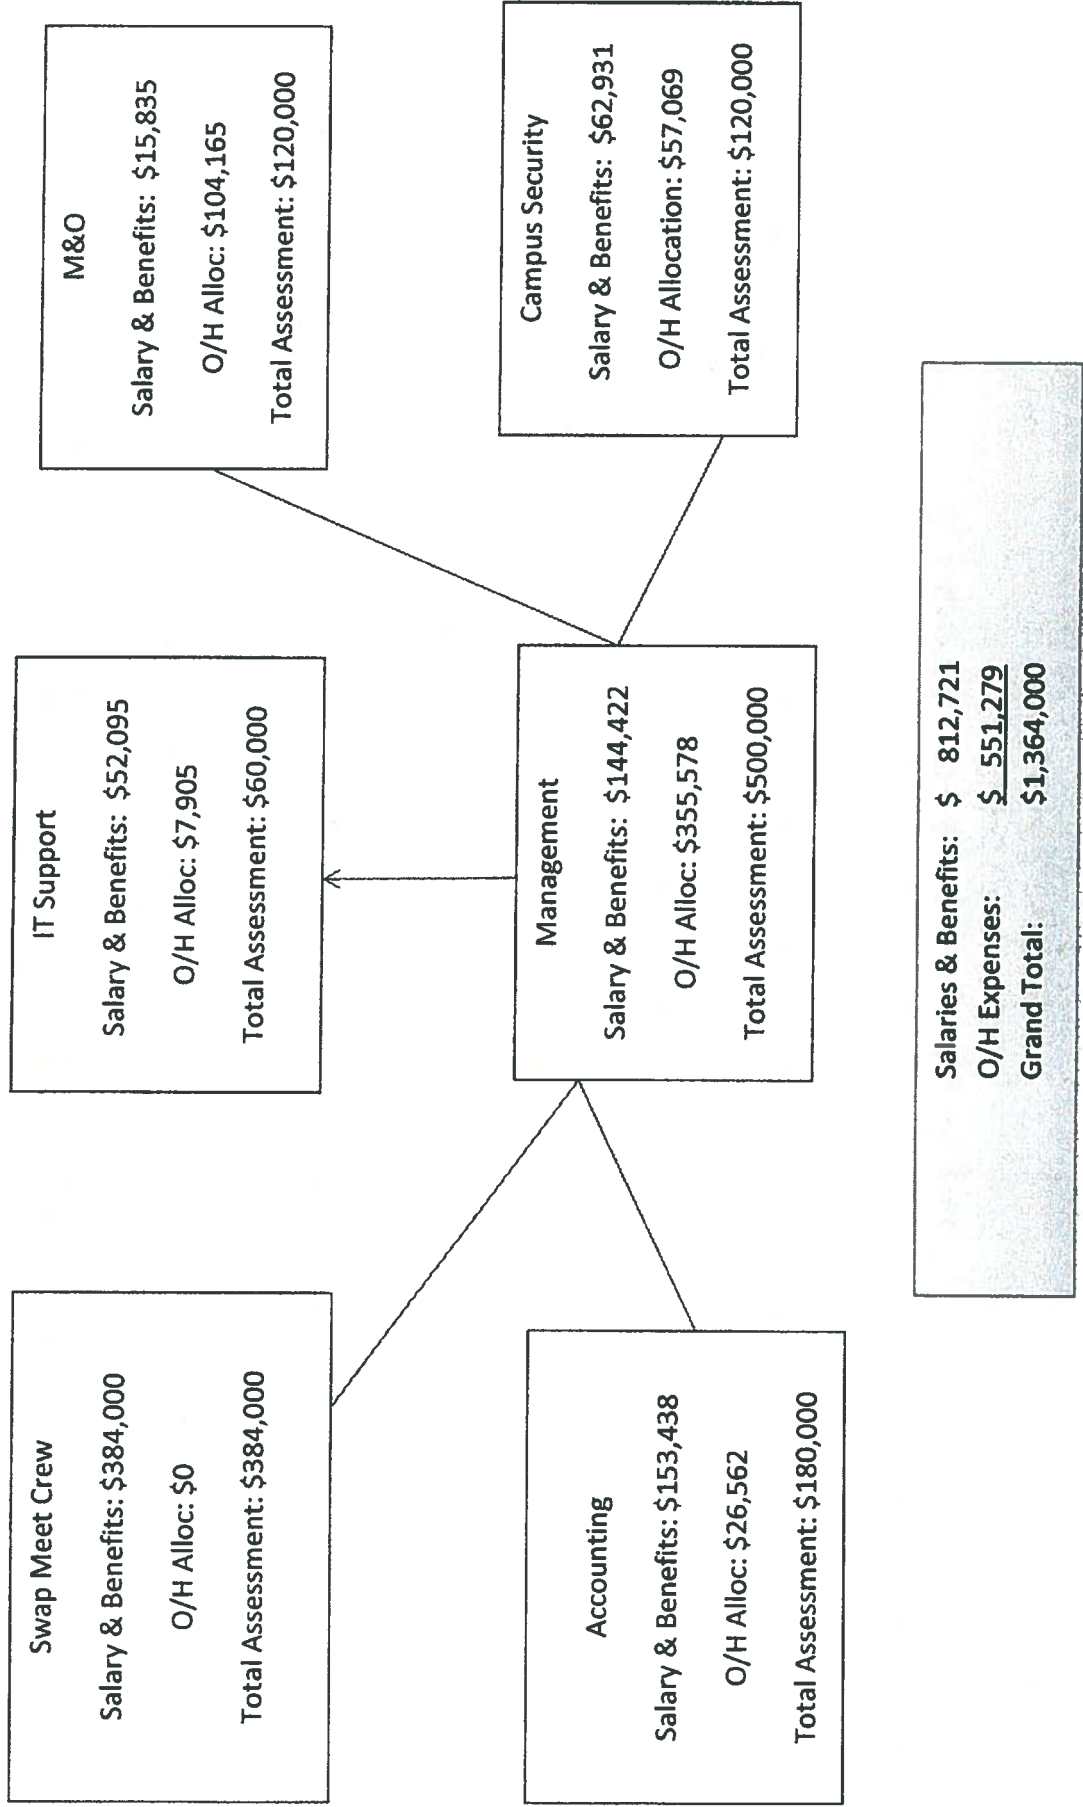 Swap Meet Crew
Salary & Benefits: $384,000
O/H Alloc: $0
Total Assessment: $384,000
IT Support
Salary & Benefits: $52,095
O/H Alloc: $7,905
Total Assessment: $60,000
M&O
Salary & Benefits: $15,835
O/H Alloc: $104,165
Total Assessment: $120,000
Accounting
Salary & Benefits: $153,438
O/H Alloc: $26,562
Total Assessment: $180,000
Management
Salary & Benefits: $144,422
O/H Alloc: $355,578
Total Assessment: $500,000
Campus Security
Salary & Benefits: $62,931
O/H Allocation: $57,069
Total Assessment: $120,000
Salaries & Benefits: $ 812,721
O/H Expenses: $ 551,279
Grand Total: $1,364,000